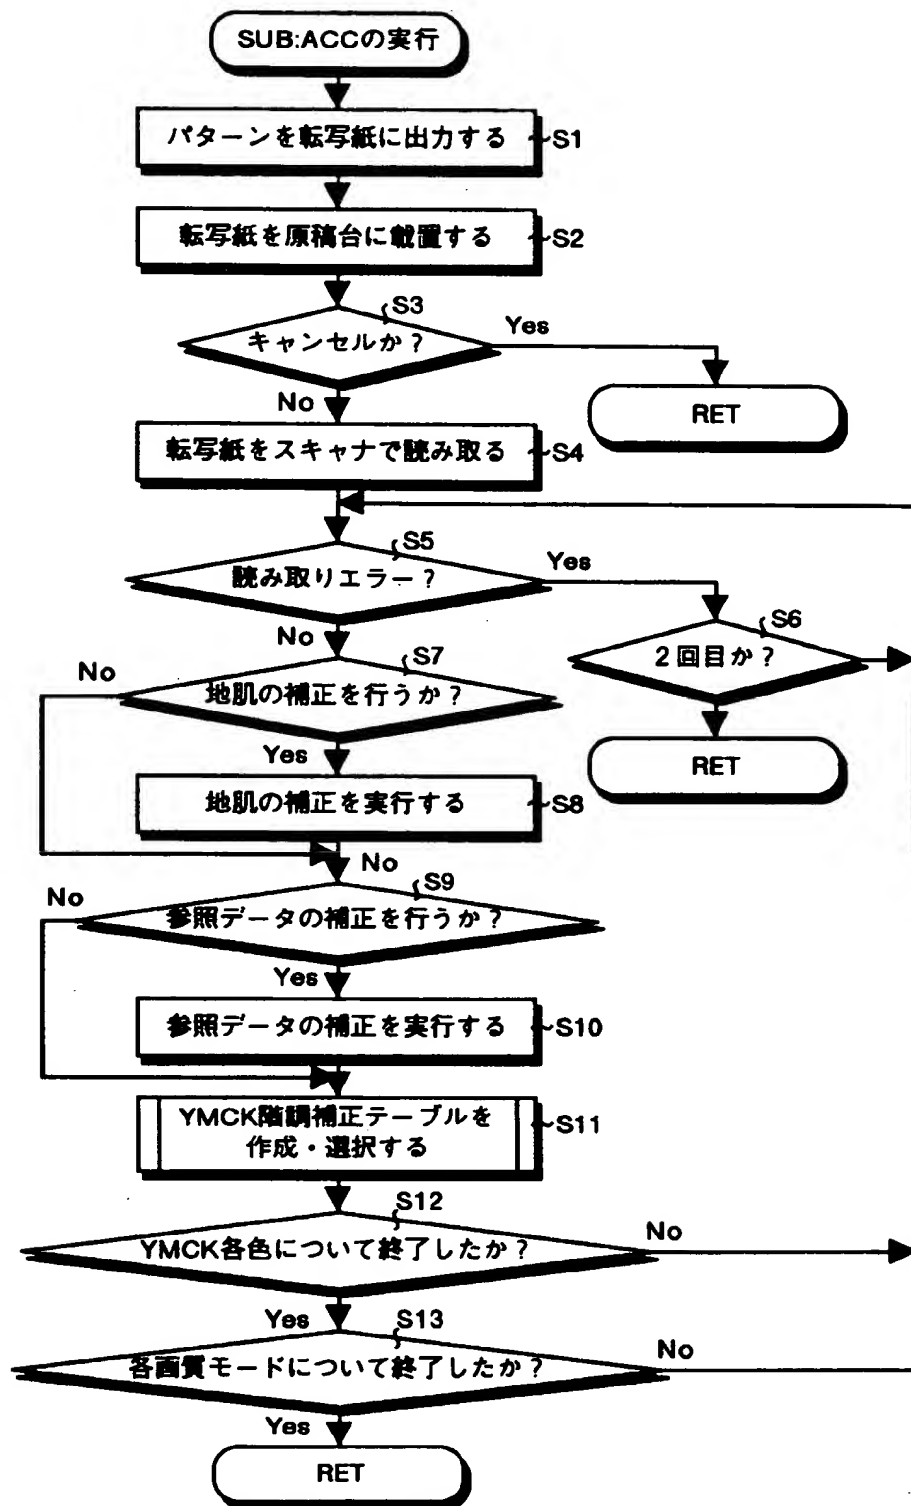 SUB:ACCの実行
パターンを転写紙に出力する
S1
転写紙を原稿台に載置する
S2
S3
キャンセルか？
Yes
No
RET
転写紙をスキャナで読み取る
S4
S5
読み取りエラー？
Yes
No
S6
2回目か？
RET
S7
No
地肌の補正を行うか？
Yes
地肌の補正を実行する
S8
No
S9
No
参照データの補正を行うか？
Yes
参照データの補正を実行する
S10
YMCK階調補正テーブルを
作成・選択する
S11
S12
YMCK各色について終了したか？
No
Yes
S13
各画質モードについて終了したか？
No
Yes
RET